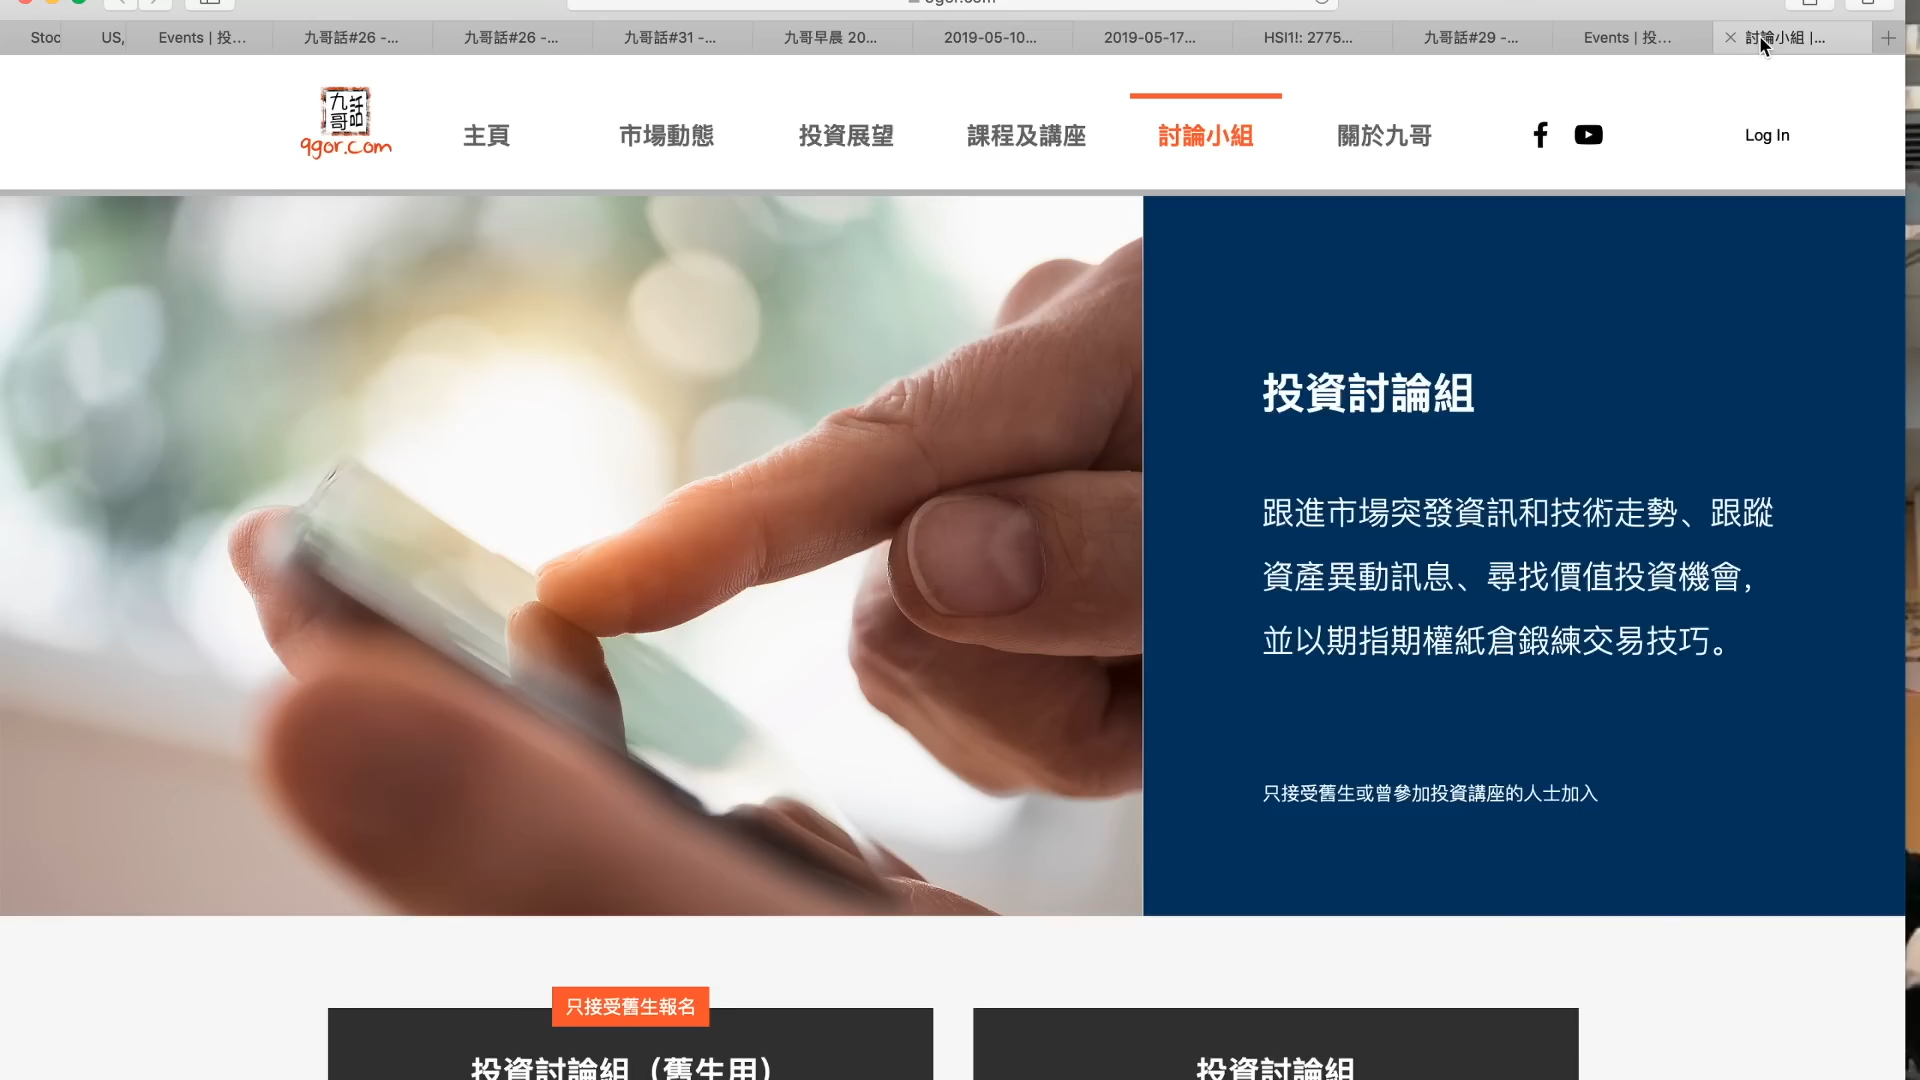 Stoc
US,
Events | 投...
九哥話#26 -...
九哥話#26 -...
九哥話#31 -...
九哥早晨 20...
2019-05-10...
2019-05-17...
HSI1!: 2775...
九哥話#29 -...
Events | 投...
討論小組 |...
九哥話話
9gor.com
主頁
市場動態
投資展望
課程及講座
討論小組
關於九哥
Log In
投資討論組
跟進市場突發資訊和技術走勢、跟蹤
資產異動訊息、尋找價值投資機會，
並以期指期權紙倉鍛練交易技巧。
只接受舊生或曾參加投資講座的人士加入
只接受舊生報名
投資討論組（舊生用）
投資討論組